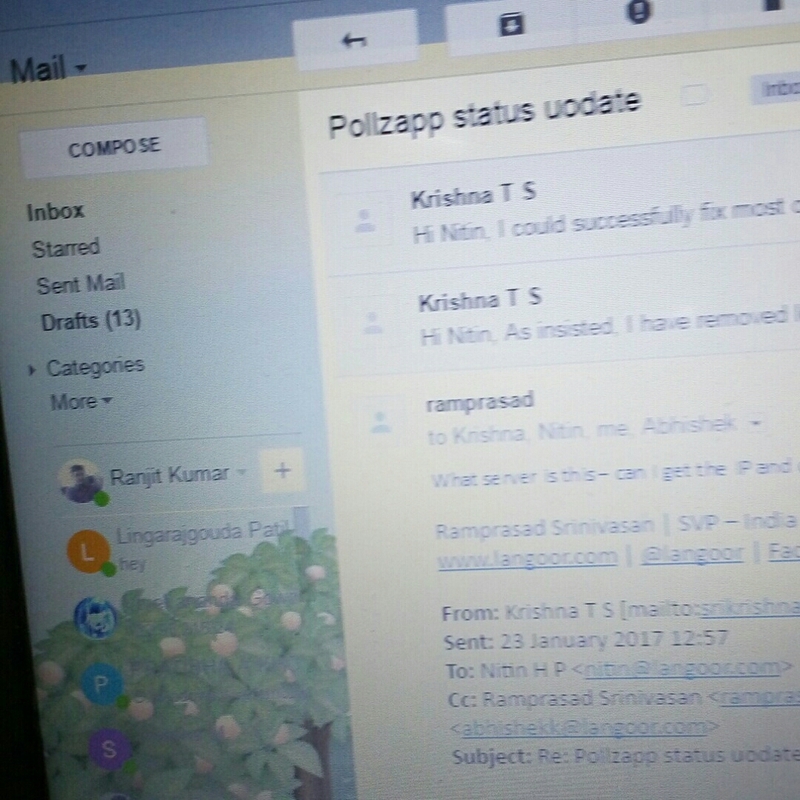 Mail
COMPOSE
Inbox
Starred
Sent Mail
Drafts (13)
Categories
More
Ranjit Kumar
+
L
Lingarajgouda Patil
hey
P
S
Pollzapp status uodate
Inbo
Krishna T S
Hi Nitin, I could successfully fix most o
Krishna T S
Hi Nitin, As insisted, I have removed l
ramprasad
to Krishna, Nitin, me, Abhishek
What server is this – can I get the IP and
Ramprasad Srinivasan | SVP – India
www.langoor.com | @langoor | Fac
From: Krishna T S [mailto:srikrishna
Sent: 23 January 2017 12:57
To: Nitin H P <nitin@langoor.com>
Cc: Ramprasad Srinivasan <rampras
<abhishekk@langoor.com>
Subject: Re: Pollzapp status uodate